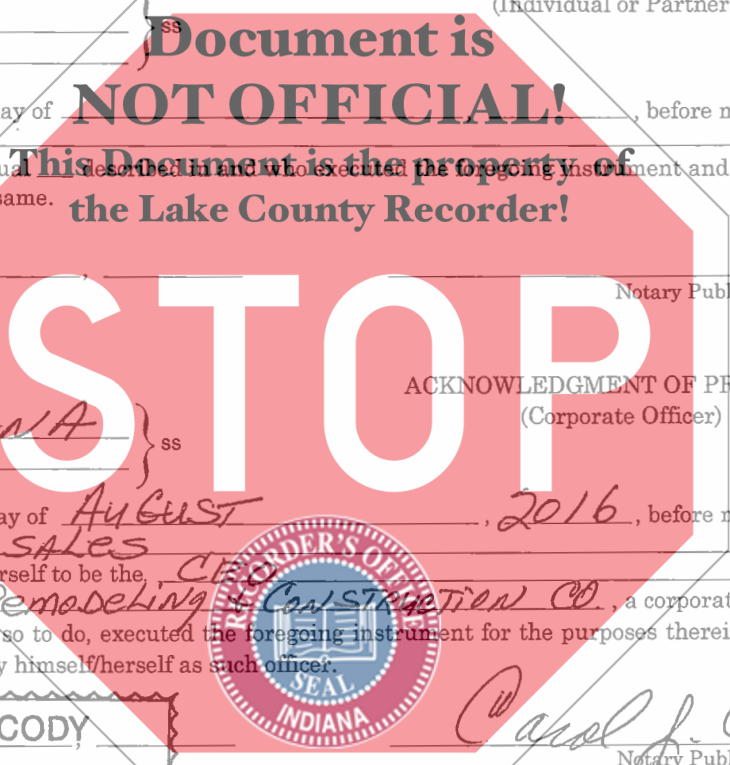 (Individual or Partner
ss
Document is
NOT OFFICIAL!
ay of , before m
This Document is the property of
ual described in and who executed the foregoing instrument and
same.
the Lake County Recorder!
,
Notary Publ
STOP
ACKNOWLEDGMENT OF PR
(Corporate Officer)
NA
ss
ay of AUGUST , 2016 , before m
SALES
rself to be the, CEO
Remodeling & Construction CO. , a corporat
so to do, executed the foregoing instrument for the purposes therei
y himself/herself as such officer.
RECORDER'S OFFICE
SEAL
INDIANA
CODY
Carol J.
Notary Publ